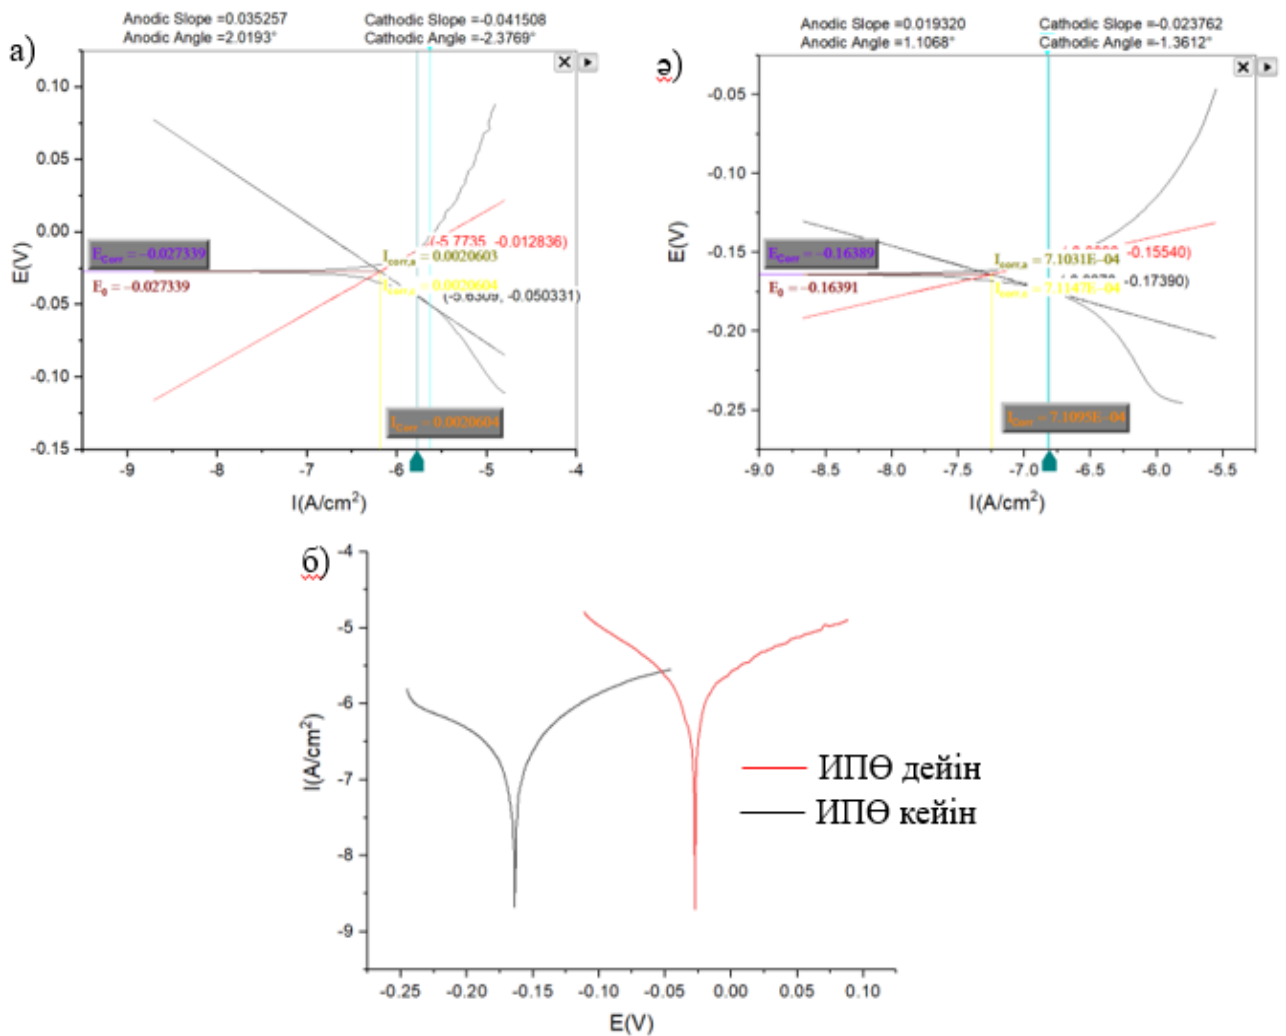 Anodic Slope =0.035257
Anodic Angle =2.0193°
Cathodic Slope =-0.041508
Cathodic Angle =-2.3769°
а)
0.10
0.05
0.00
-0.05
-0.10
-0.15
E(V)
E_Corr = −0.027339
E_0 = −0.027339
(-5.7735, -0.012836)
I_corr,a = 0.0020603
I_corr,c = 0.0020604
(-5.6309, -0.050331)
I_Corr = 0.0020604
-9 -8 -7 -6 -5 -4
I(A/cm²)
Anodic Slope =0.019320
Anodic Angle =1.1068°
Cathodic Slope =-0.023762
Cathodic Angle =-1.3612°
ә)
-0.05
-0.10
-0.15
-0.20
-0.25
E(V)
E_Corr = −0.16389
E_0 = −0.16391
-0.15540)
I_corr,a = 7.1031E−04
-0.17390)
I_corr,c = 7.1147E−04
I_Corr = 7.1095E−04
-9.0 -8.5 -8.0 -7.5 -7.0 -6.5 -6.0 -5.5
I(A/cm²)
б)
-4
-5
-6
-7
-8
-9
I(A/cm²)
ИПӨ дейін
ИПӨ кейін
-0.25 -0.20 -0.15 -0.10 -0.05 0.00 0.05 0.10
E(V)